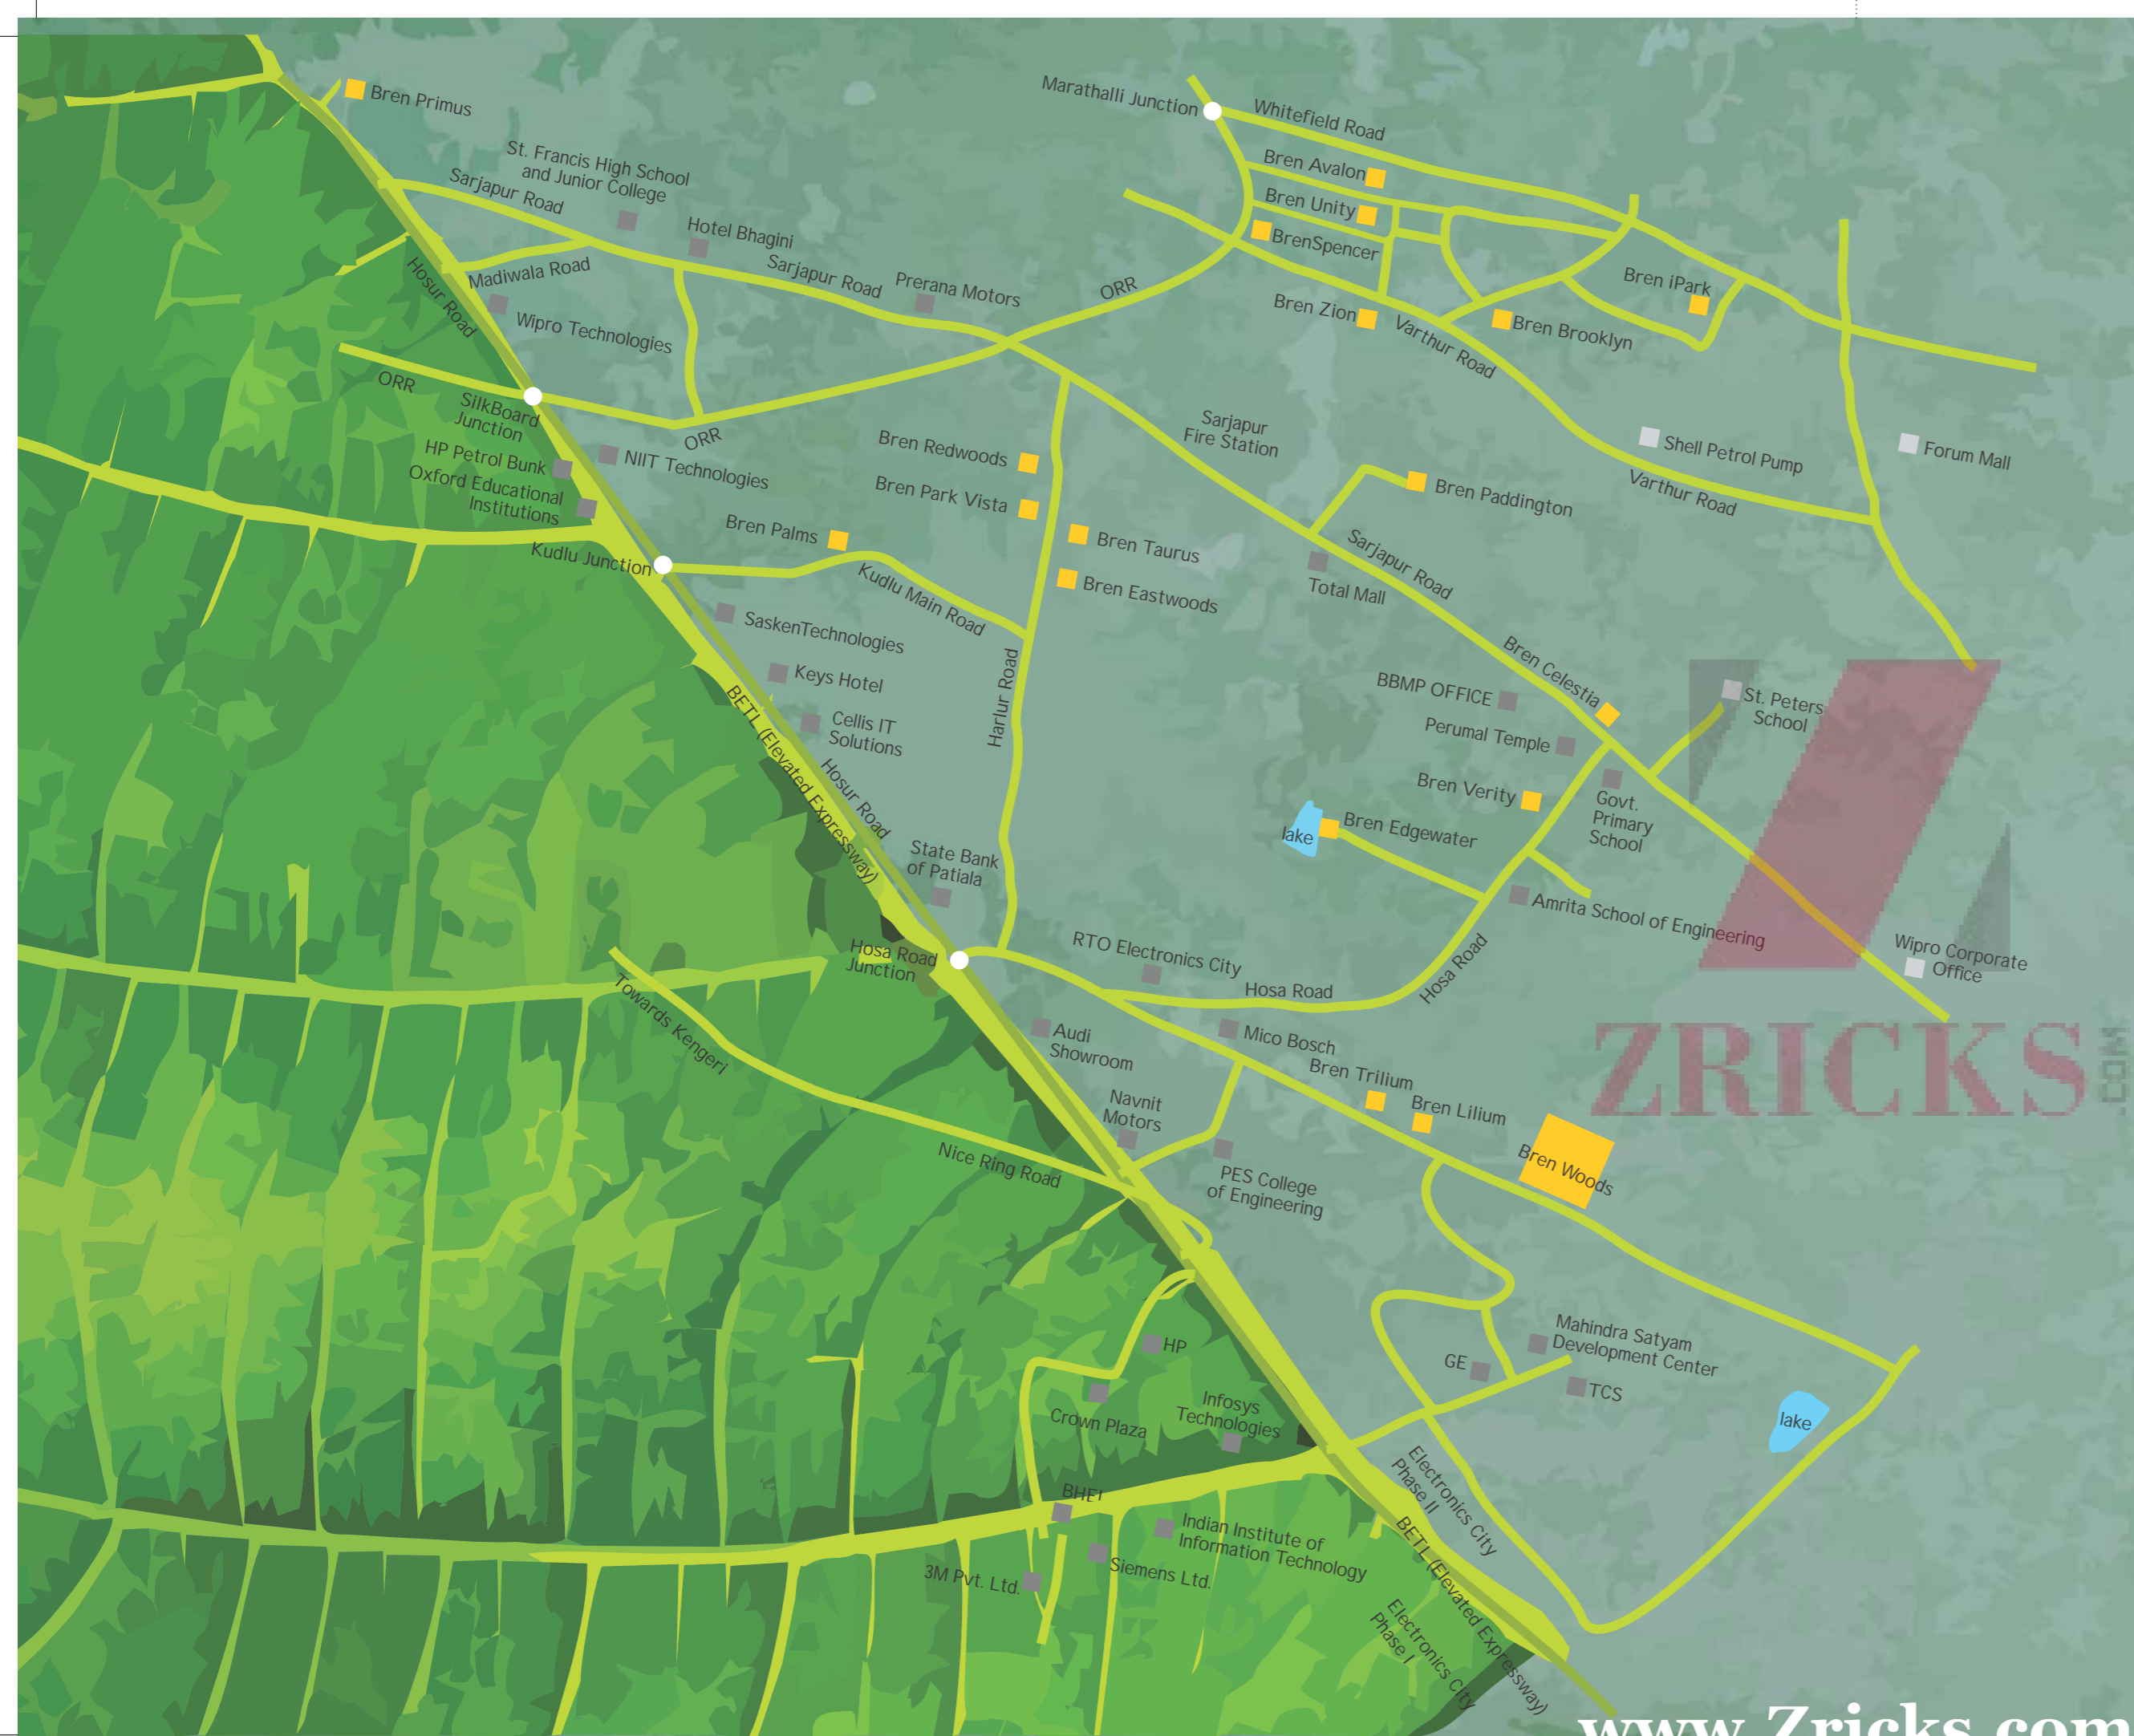 Bren Primus
Marathalli Junction
Whitefield Road
St. Francis High School
and Junior College
Sarjapur Road
Hotel Bhagini
Sarjapur Road
Prerana Motors
ORR
Bren Avalon
Bren Unity
BrenSpencer
Bren Zion
Varthur Road
Bren Brooklyn
Bren iPark
Hosur Road
Madiwala Road
Wipro Technologies
ORR
SilkBoard
Junction
HP Petrol Bunk
Oxford Educational
Institutions
ORR
NIIT Technologies
Bren Redwoods
Bren Park Vista
Bren Palms
Bren Taurus
Bren Eastwoods
Sarjapur
Fire Station
Bren Paddington
Shell Petrol Pump
Forum Mall
Varthur Road
Kudlu Junction
Kudlu Main Road
Sarjapur Road
Total Mall
SaskenTechnologies
Keys Hotel
Cellis IT
Solutions
Harlur Road
BETL (Elevated Expressway)
Hosur Road
Bren Celestia
BBMP OFFICE
Perumal Temple
Bren Verity
St. Peters
School
Govt.
Primary
School
lake
Bren Edgewater
State Bank
of Patiala
Amrita School of Engineering
Hosa Road
Junction
RTO Electronics City
Hosa Road
Hosa Road
Wipro Corporate
Office
Towards Kengeri
Audi
Showroom
Mico Bosch
Bren Trilium
Bren Lilium
Bren Woods
ZRICKS
.COM
Navnit
Motors
Nice Ring Road
PES College
of Engineering
HP
Crown Plaza
Infosys
Technologies
GE
Mahindra Satyam
Development Center
TCS
lake
Electronics City
Phase II
Indian Institute of
Information Technology
Siemens Ltd.
3M Pvt. Ltd.
BETL (Elevated Expressway)
Electronics City
Phase I
www.Zricks.com